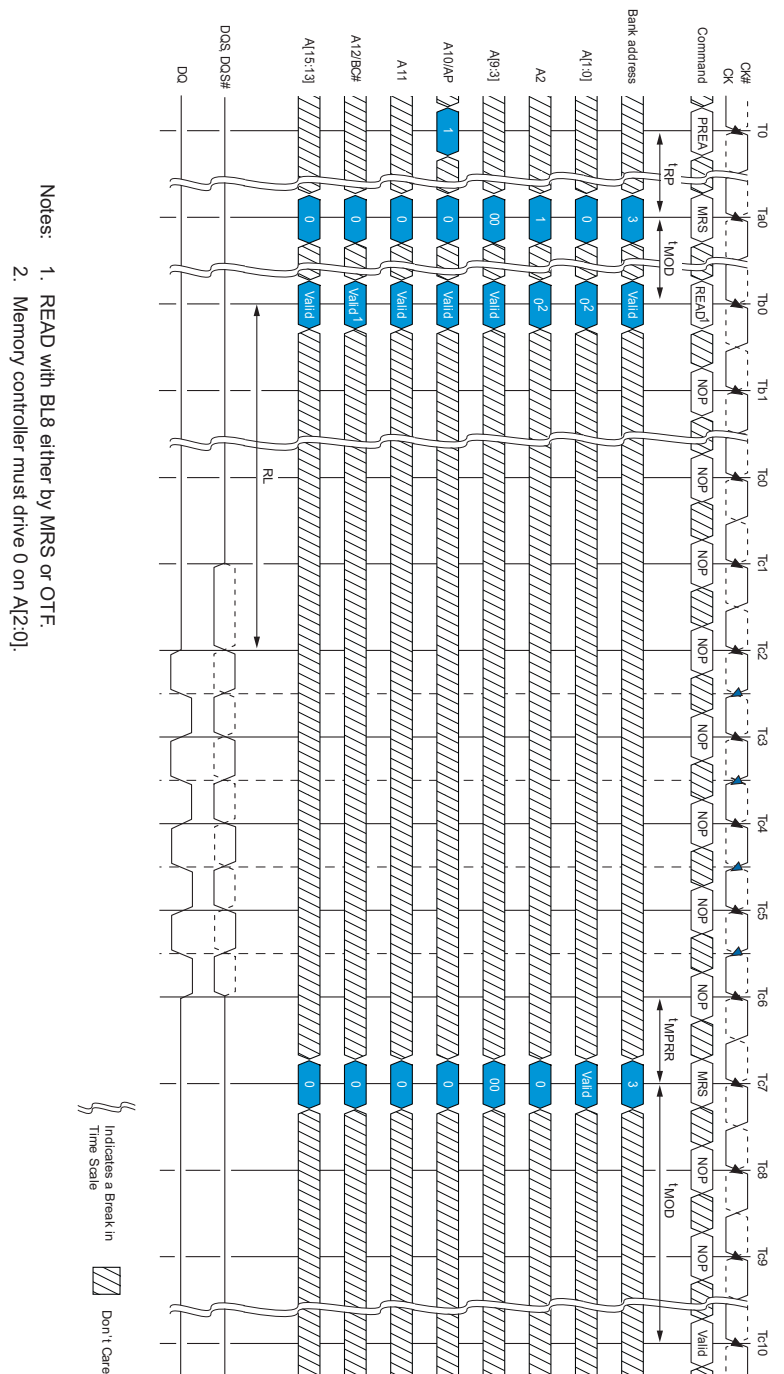 T0 Ta0 Tb0 Tb1 Tc0 Tc1 Tc2 Tc3 Tc4 Tc5 Tc6 Tc7 Tc8 Tc9 Tc10
CK#
CK
Command PREA MRS READ1 NOP NOP NOP NOP NOP NOP NOP NOP MRS NOP NOP Valid
tRP tMOD tMPRR tMOD
Bank address 3 Valid 3
A[1:0] 0 0² Valid
A2 1 0² 0
A[9:3] 00 Valid 00
A10/AP 1 0 Valid 0
A11 0 Valid 0
A12/BC# 0 Valid1 0
A[15:13] 0 Valid 0
RL
DQS, DQS#
DQ
Indicates a Break in
Time Scale
Don't Care
Notes: 1. READ with BL8 either by MRS or OTF.
2. Memory controller must drive 0 on A[2:0].